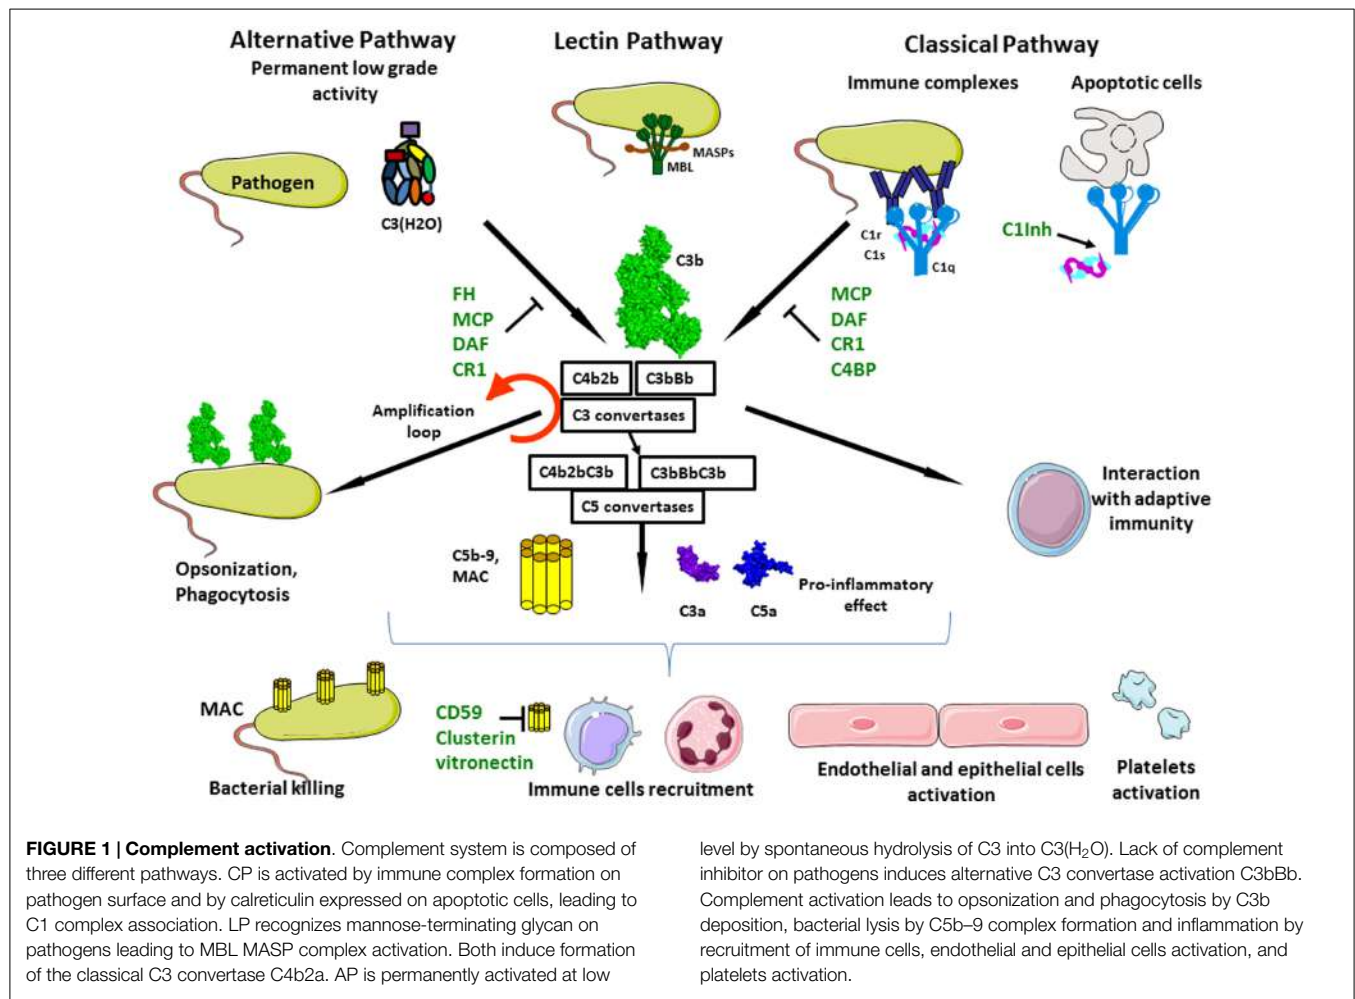 Alternative Pathway
Permanent low grade
activity
Pathogen
C3(H2O)
Lectin Pathway
MASPs
MBL
Classical Pathway
Immune complexes
Apoptotic cells
C1r
C1s
C1q
C1Inh
C3b
FH
MCP
DAF
CR1
MCP
DAF
CR1
C4BP
C4b2b
C3bBb
C3 convertases
Amplification
loop
C4b2bC3b
C3bBbC3b
C5 convertases
Opsonization,
Phagocytosis
Interaction
with adaptive
immunity
C5b-9,
MAC
C3a
C5a
Pro-inflammatory
effect
MAC
Bacterial killing
CD59
Clusterin
vitronectin
Immune cells recruitment
Endothelial and epithelial cells
activation
Platelets
activation
FIGURE 1 | Complement activation. Complement system is composed of
three different pathways. CP is activated by immune complex formation on
pathogen surface and by calreticulin expressed on apoptotic cells, leading to
C1 complex association. LP recognizes mannose-terminating glycan on
pathogens leading to MBL MASP complex activation. Both induce formation
of the classical C3 convertase C4b2a. AP is permanently activated at low
level by spontaneous hydrolysis of C3 into C3(H₂O). Lack of complement
inhibitor on pathogens induces alternative C3 convertase activation C3bBb.
Complement activation leads to opsonization and phagocytosis by C3b
deposition, bacterial lysis by C5b–9 complex formation and inflammation by
recruitment of immune cells, endothelial and epithelial cells activation, and
platelets activation.